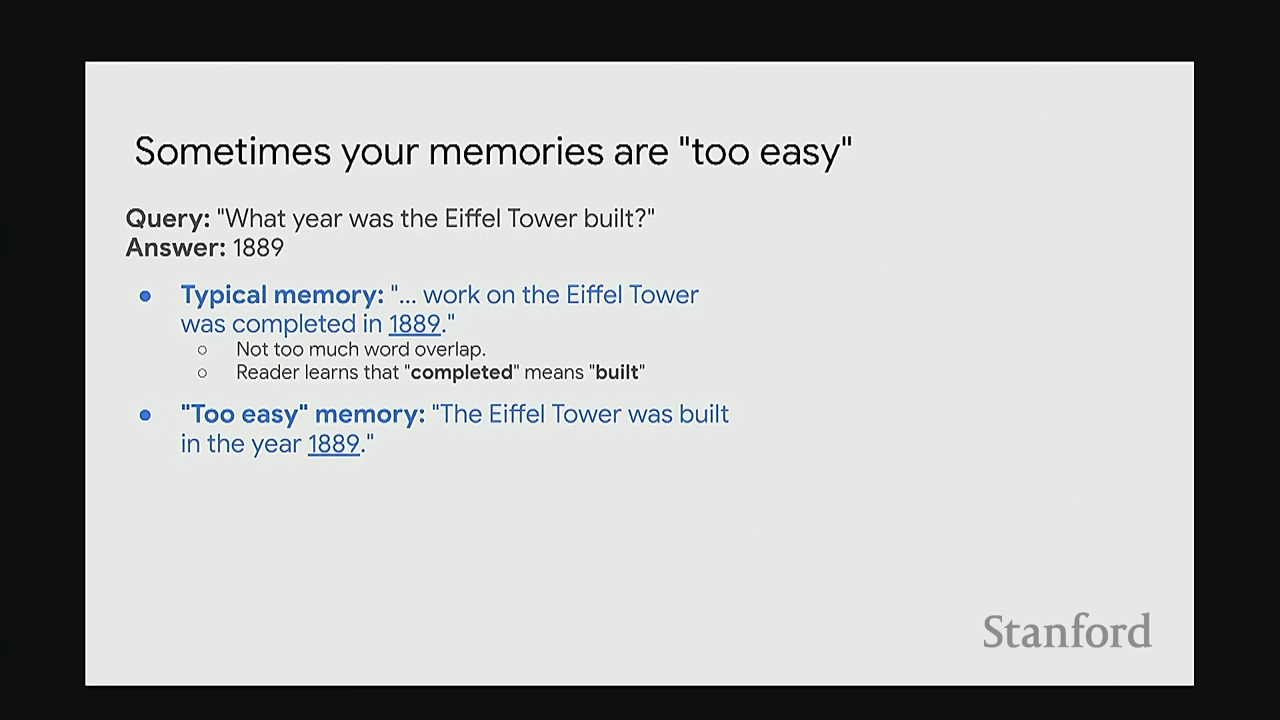 Sometimes your memories are "too easy"
Query: "What year was the Eiffel Tower built?"
Answer: 1889
● Typical memory: "... work on the Eiffel Tower
was completed in 1889."
○ Not too much word overlap.
○ Reader learns that "completed" means "built"
● "Too easy" memory: "The Eiffel Tower was built
in the year 1889."
Stanford